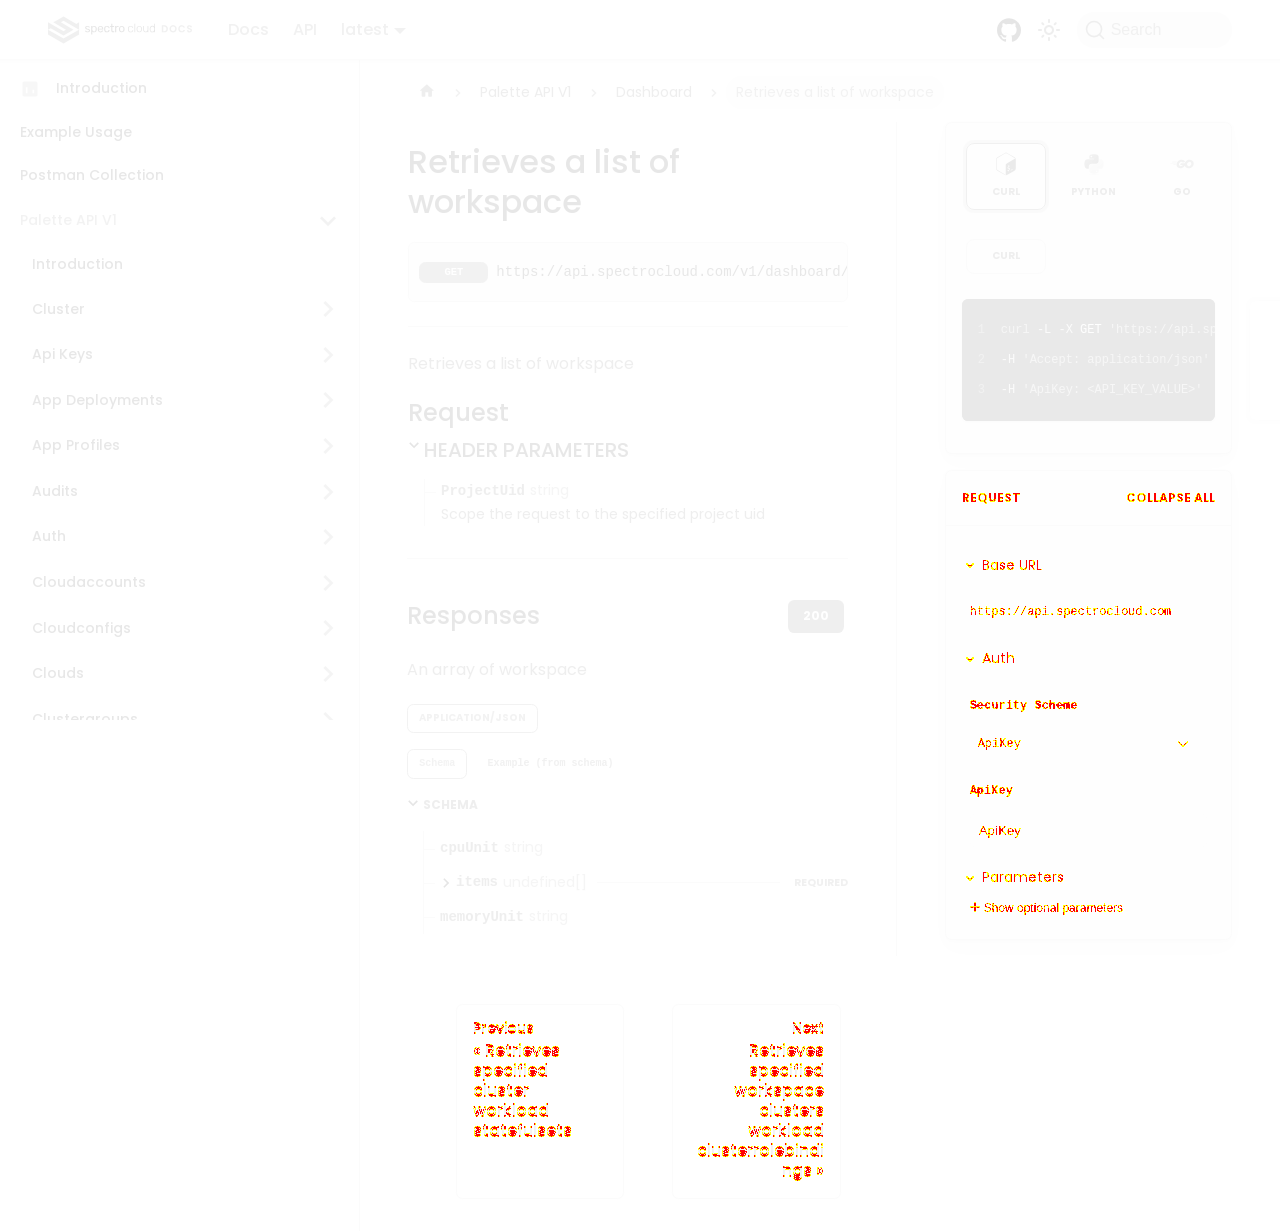 spectro cloud DOCS
Docs
API
latest
Search
Introduction
Example Usage
Postman Collection
Palette API V1
Introduction
Cluster
Api Keys
App Deployments
App Profiles
Audits
Auth
Cloudaccounts
Cloudconfigs
Clouds
Clustergroups
Palette API V1
Dashboard
Retrieves a list of workspace
Retrieves a list of
workspace
GET https://api.spectrocloud.com/v1/dashboard/
Retrieves a list of workspace
Request
HEADER PARAMETERS
ProjectUid string
Scope the request to the specified project uid
Responses
200
An array of workspace
APPLICATION/JSON
Schema
Example (from schema)
SCHEMA
cpuUnit string
items undefined[]
REQUIRED
memoryUnit string
CURL
PYTHON
GO
CURL
1 curl -L -X GET 'https://api.sp
2 -H 'Accept: application/json'
3 -H 'ApiKey: <API_KEY_VALUE>'
REQUEST
COLLAPSE ALL
Base URL
https://api.spectrocloud.com
Auth
Security Scheme
ApiKey
ApiKey
ApiKey
Parameters
Show optional parameters
Previous
« Retrieves
specified
cluster
workload
statefulsets
Next
Retrieves
specified
workspace
clusters
workload
clusterrolebindi
ngs »